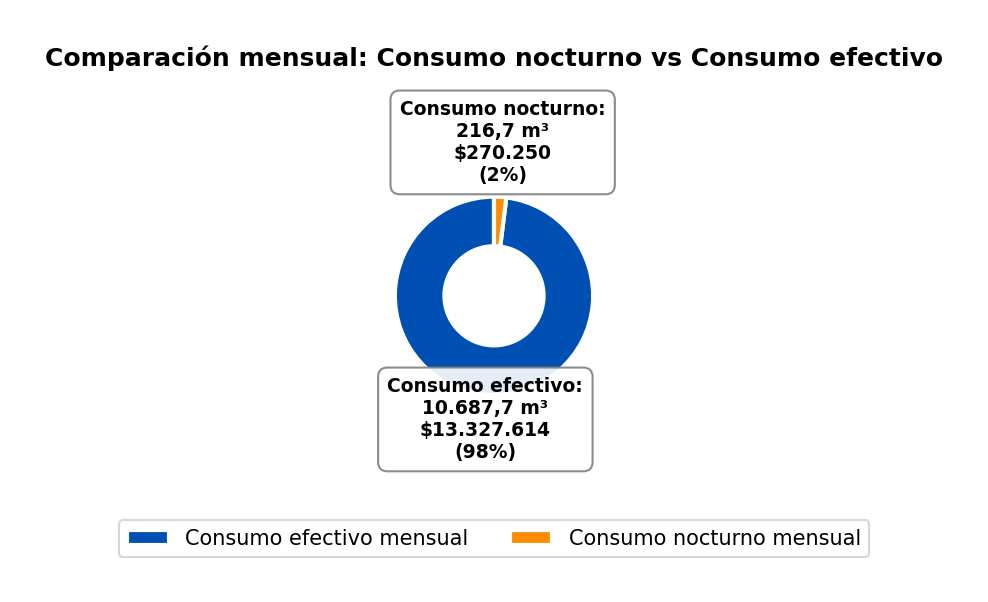 Comparación mensual: Consumo nocturno vs Consumo efectivo
Consumo nocturno:
216,7 m³
$270.250
(2%)
Consumo efectivo:
10.687,7 m³
$13.327.614
(98%)
Consumo efectivo mensual
Consumo nocturno mensual